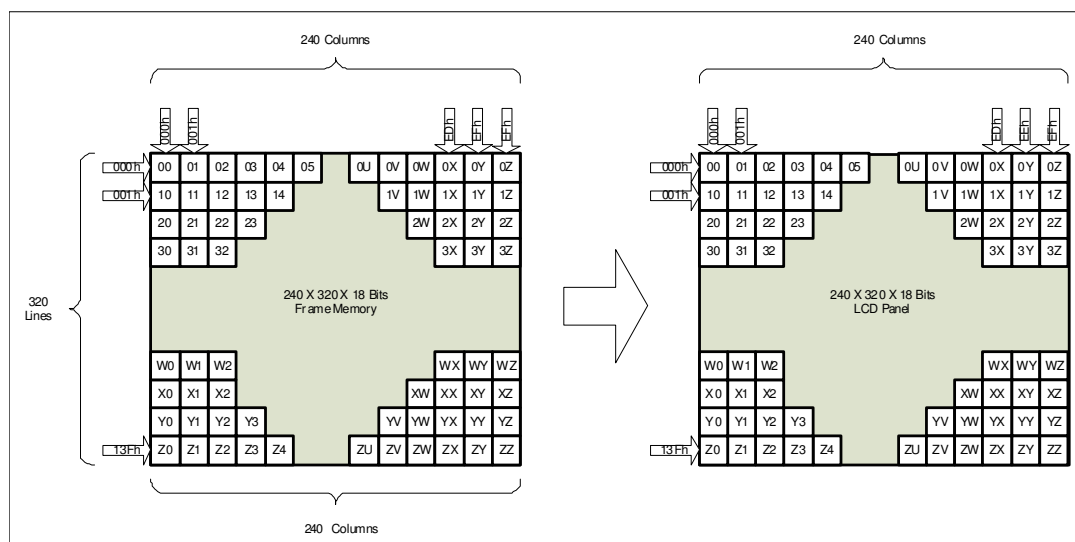 240 Columns
000h 001h EDh EFh EFh
000h 00 01 02 03 04 05 0U 0V 0W 0X 0Y 0Z
001h 10 11 12 13 14 1V 1W 1X 1Y 1Z
20 21 22 23 2W 2X 2Y 2Z
30 31 32 3X 3Y 3Z
320
Lines
240 X 320 X 18 Bits
Frame Memory
W0 W1 W2 WX WY WZ
X0 X1 X2 XW XX XY XZ
Y0 Y1 Y2 Y3 YV YW YX YY YZ
13Fh Z0 Z1 Z2 Z3 Z4 ZU ZV ZW ZX ZY ZZ
240 Columns
240 Columns
000h 001h EDh EEh EFh
000h 00 01 02 03 04 05 0U 0V 0W 0X 0Y 0Z
001h 10 11 12 13 14 1V 1W 1X 1Y 1Z
20 21 22 23 2W 2X 2Y 2Z
30 31 32 3X 3Y 3Z
240 X 320 X 18 Bits
LCD Panel
W0 W1 W2 WX WY WZ
X0 X1 X2 XW XX XY XZ
Y0 Y1 Y2 Y3 YV YW YX YY YZ
13Fh Z0 Z1 Z2 Z3 Z4 ZU ZV ZW ZX ZY ZZ